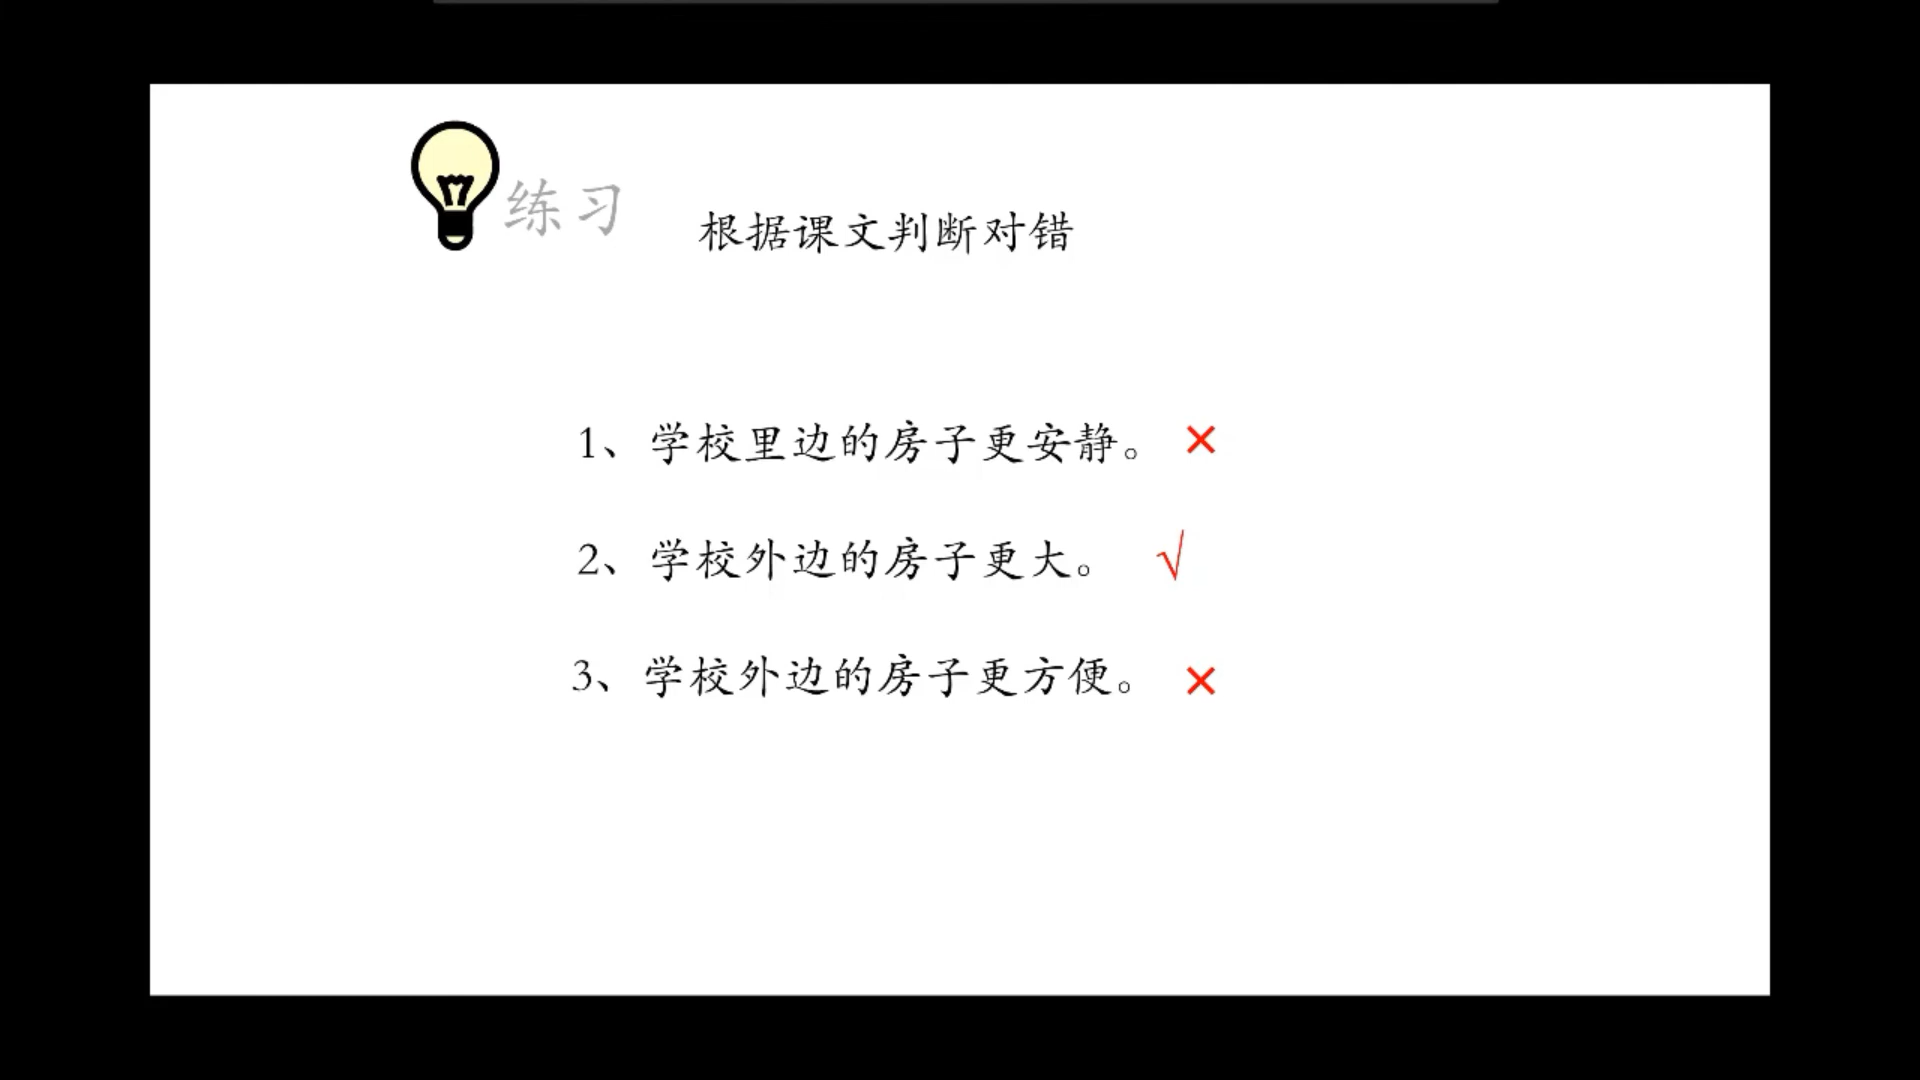 练习
根据课文判断对错
1、学校里边的房子更安静。 ×
2、学校外边的房子更大。 √
3、学校外边的房子更方便。 ×